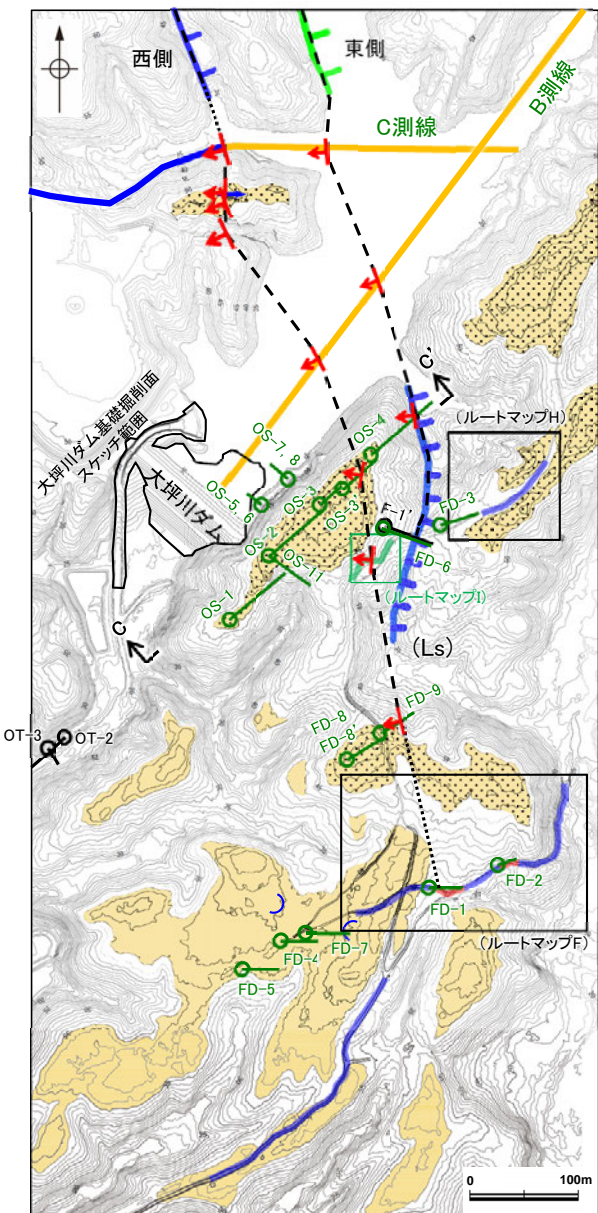 西側
東側
B測線
C測線
C'
大坪川ダム基礎掘削面
スケッチ範囲
OS-7, 8
OS-4
(ルートマップH)
大坪川ダム
OS-5, 6
OS-3
OS-3'
FD-3
F-1'
OS-2
FD-6
OS-11
(ルートマップI)
OS-1
C
(Ls)
FD-9
FD-8
FD-8'
OT-3
OT-2
FD-2
FD-1
(ルートマップF)
FD-7
FD-4
FD-5
0
100m